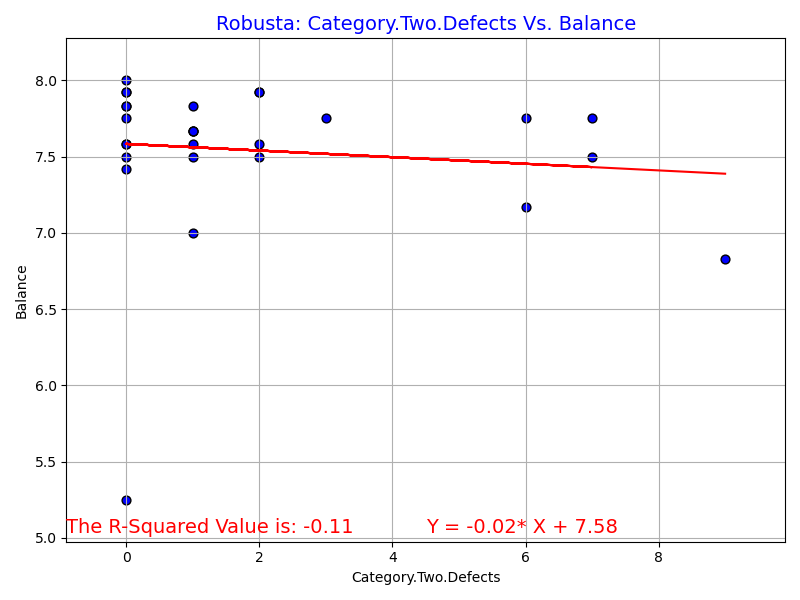 Robusta: Category.Two.Defects Vs. Balance
8.0
7.5
7.0
6.5
6.0
5.5
5.0
Balance
The R-Squared Value is: -0.11
Y = -0.02* X + 7.58
0 2 4 6 8
Category.Two.Defects